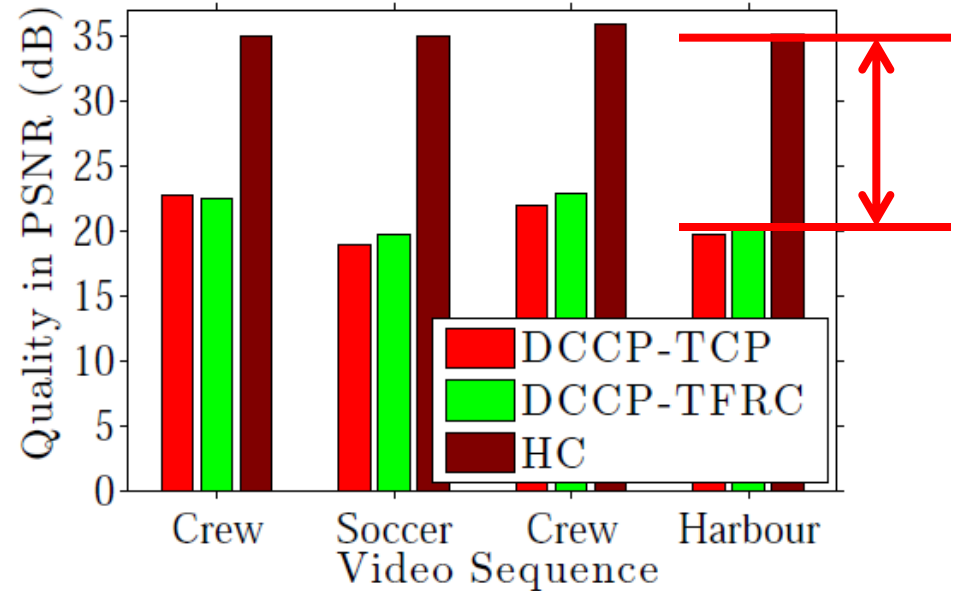 Quality in PSNR (dB)
35
30
25
20
15
10
5
0
DCCP-TCP
DCCP-TFRC
HC
Crew Soccer Crew Harbour
Video Sequence